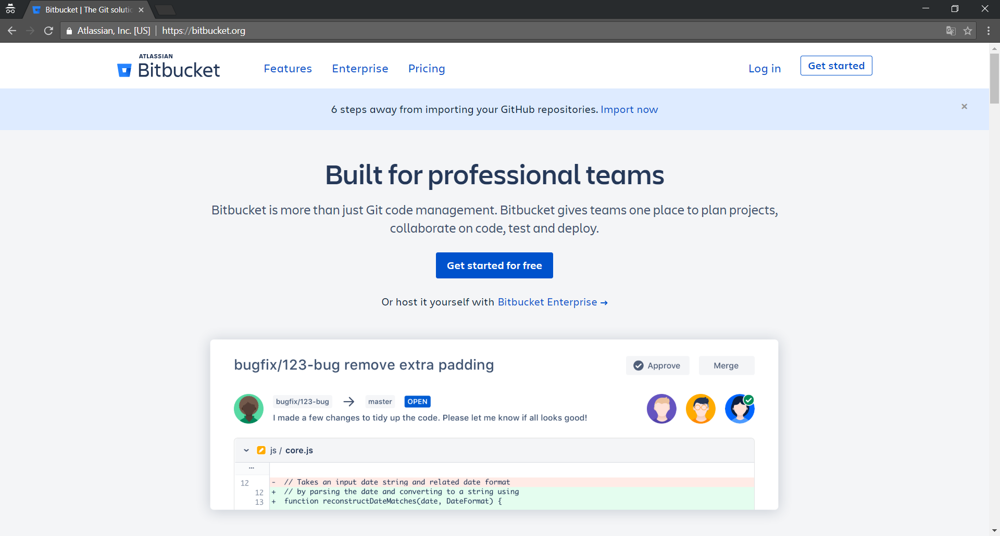 Bitbucket | The Git soluti
Atlassian, Inc. [US] | https://bitbucket.org
ATLASSIAN
Bitbucket
Features Enterprise Pricing Log in Get started
6 steps away from importing your GitHub repositories. Import now
Built for professional teams
Bitbucket is more than just Git code management. Bitbucket gives teams one place to plan projects,
collaborate on code, test and deploy.
Get started for free
Or host it yourself with Bitbucket Enterprise →
bugfix/123-bug remove extra padding Approve Merge
bugfix/123-bug → master OPEN
I made a few changes to tidy up the code. Please let me know if all looks good!
js / core.js
...
12 - // Takes an input date string and related date format
12 + // by parsing the date and converting to a string using
13 + function reconstructDateMatches(date, DateFormat) {